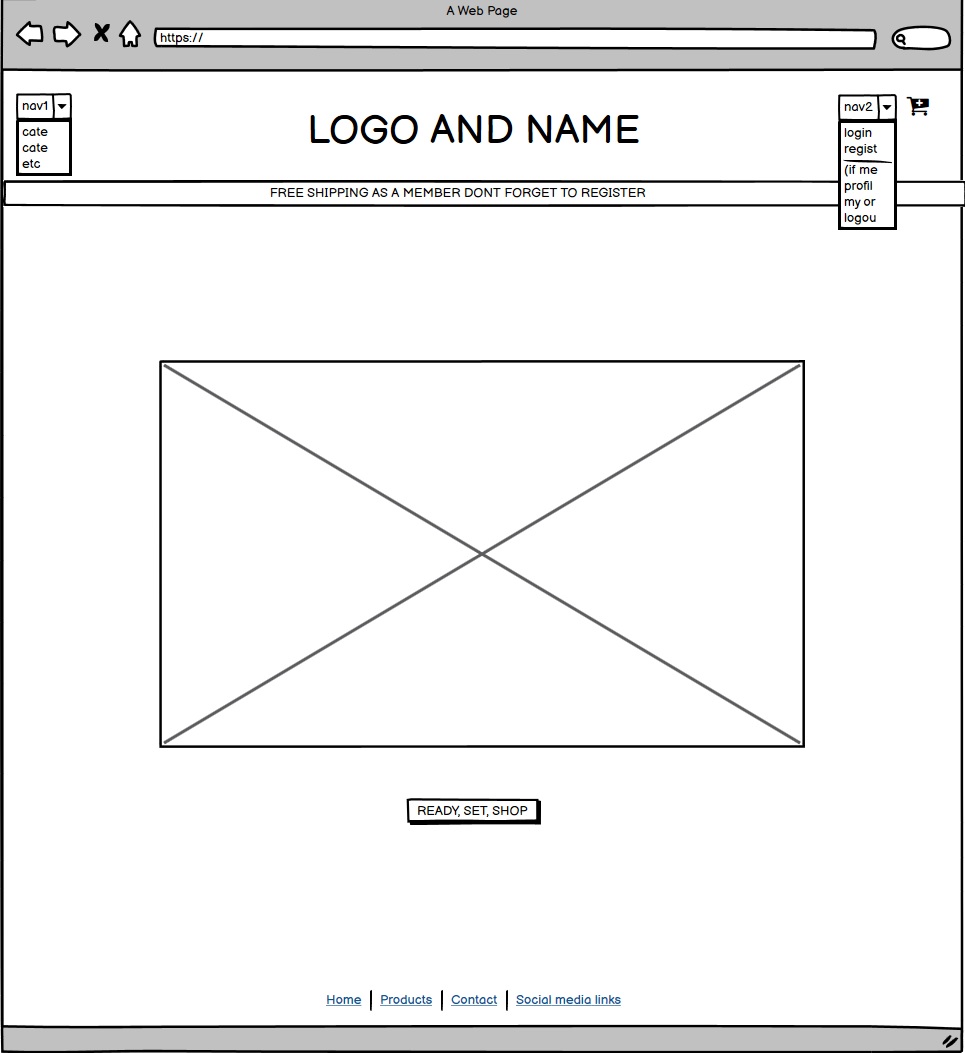 A Web Page
https://
nav1
cate
cate
etc
LOGO AND NAME
nav2
login
regist
(if me
profil
my or
logou
FREE SHIPPING AS A MEMBER DONT FORGET TO REGISTER
READY, SET, SHOP
Home Products Contact Social media links